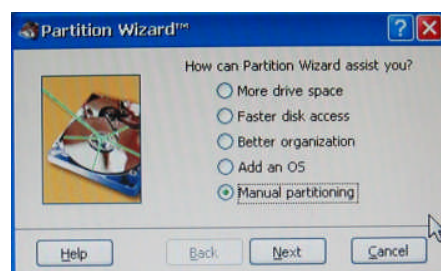 Partition Wizard™
How can Partition Wizard assist you?
More drive space
Faster disk access
Better organization
Add an OS
Manual partitioning
Help
Back
Next
Cancel